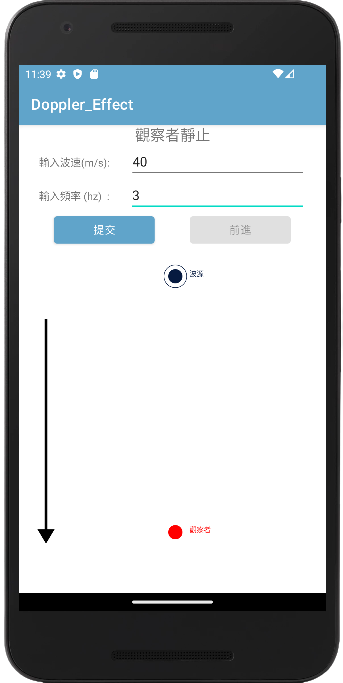 11:39
Doppler_Effect
觀察者靜止
輸入波速(m/s): 40
輸入頻率 (hz) : 3
提交 前進
波源
觀察者